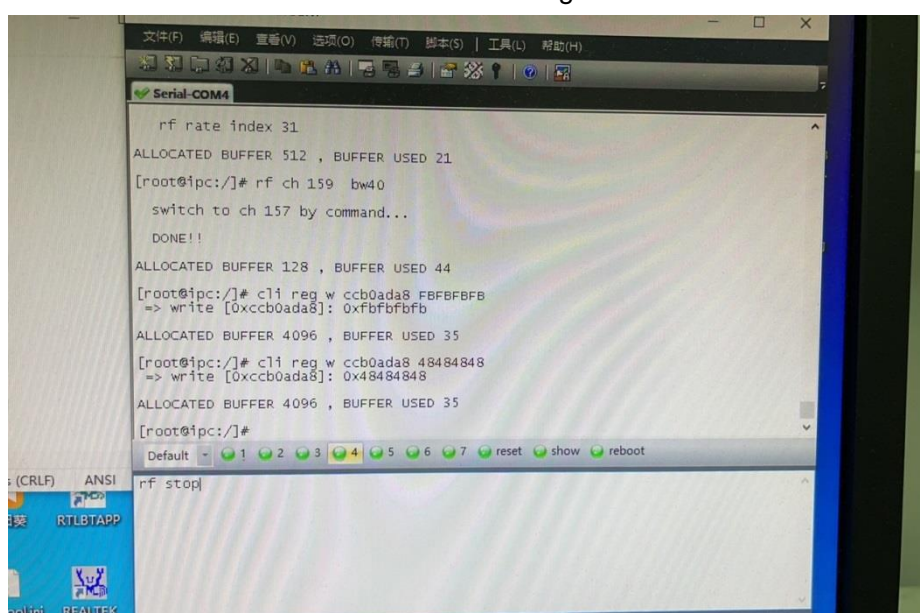 文件(F) 编辑(E) 查看(V) 选项(O) 传输(T) 脚本(S) 工具(L) 帮助(H)
Serial-COM4
rf rate index 31
ALLOCATED BUFFER 512 , BUFFER USED 21
[root@ipc:/]# rf ch 159 bw40
switch to ch 157 by command...
DONE!!
ALLOCATED BUFFER 128 , BUFFER USED 44
[root@ipc:/]# cli reg w ccb0ada8 FBFBFBFB
=> write [0xccb0ada8]: 0xfbfbfbfb
ALLOCATED BUFFER 4096 , BUFFER USED 35
[root@ipc:/]# cli reg w ccb0ada8 48484848
=> write [0xccb0ada8]: 0x48484848
ALLOCATED BUFFER 4096 , BUFFER USED 35
[root@ipc:/]#
Default 1 2 3 4 5 6 7 reset show reboot
(CRLF) ANSI
rf stop
葵 RTLBTAPP
REALTEK